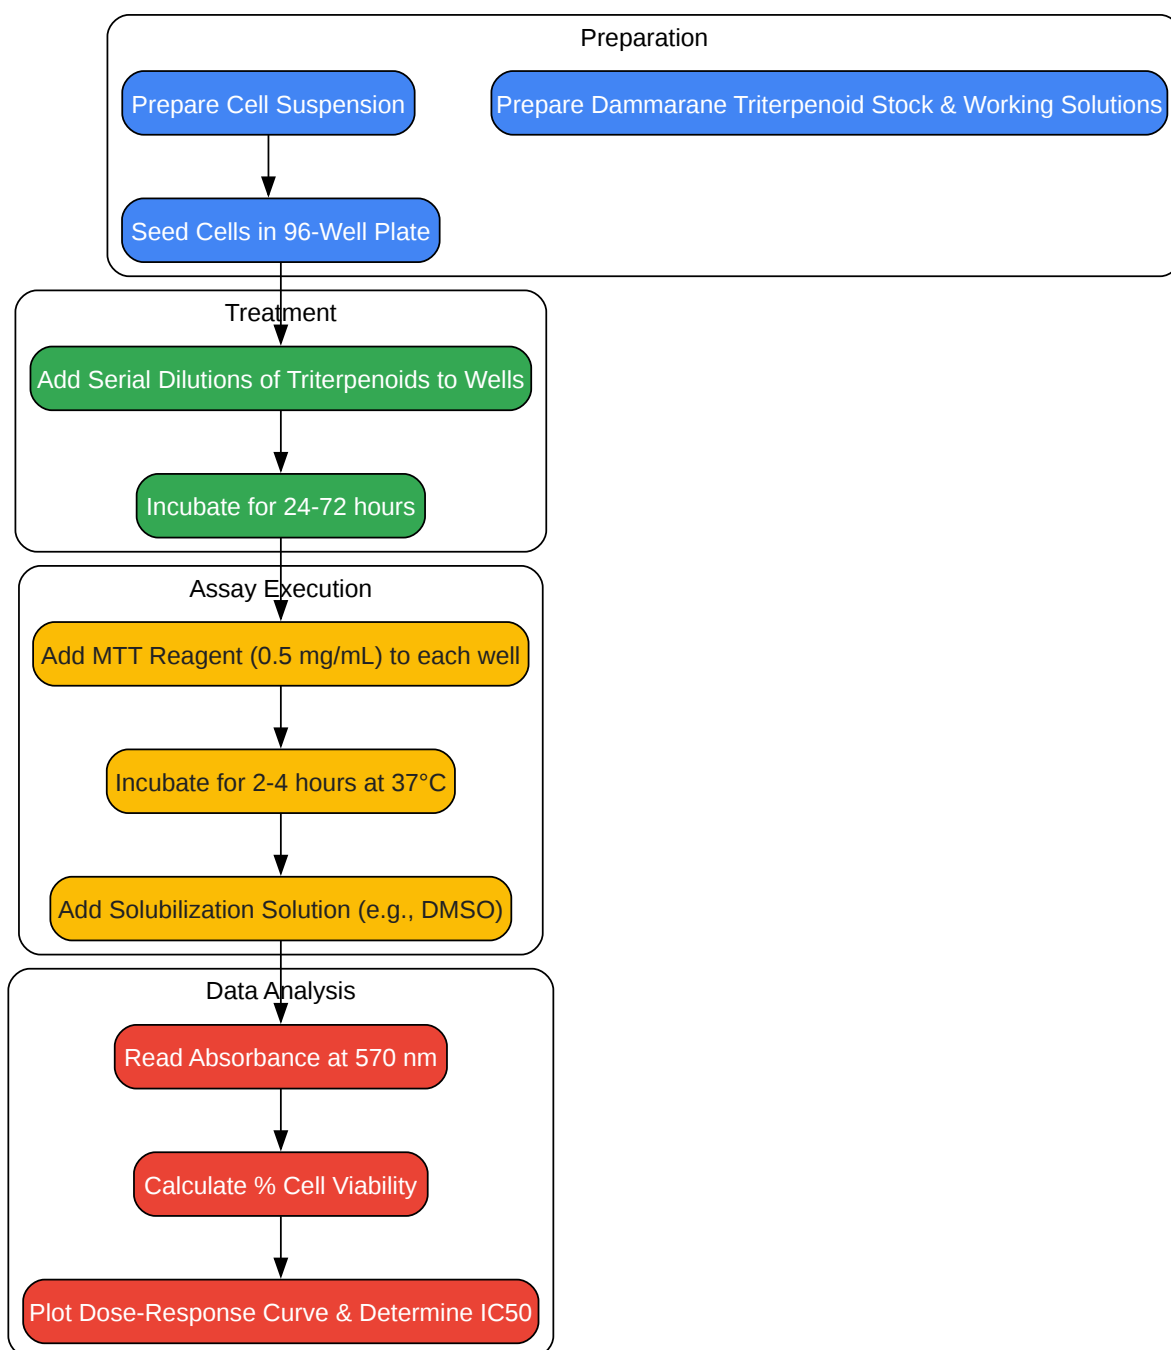 Preparation
Prepare Cell Suspension
Prepare Dammarane Triterpenoid Stock & Working Solutions
Seed Cells in 96-Well Plate
Treatment
Add Serial Dilutions of Triterpenoids to Wells
Incubate for 24-72 hours
Assay Execution
Add MTT Reagent (0.5 mg/mL) to each well
Incubate for 2-4 hours at 37°C
Add Solubilization Solution (e.g., DMSO)
Data Analysis
Read Absorbance at 570 nm
Calculate % Cell Viability
Plot Dose-Response Curve & Determine IC50